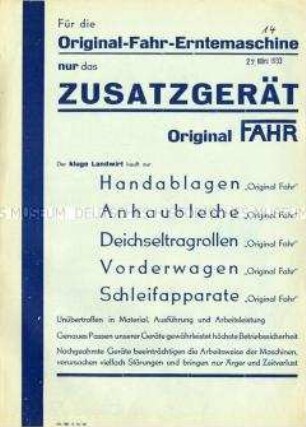 Für die
14
Original-Fahr-Erntemaschine
nur das
ZUSATZGERÄT
Original FAHR
Der kluge Landwirt kauft nur
Handablagen „Original Fahr“
Anhaubleche „Original Fahr“
Deichseltragrollen „Original Fahr“
Vorderwagen „Original Fahr“
Schleifapparate „Original Fahr“
Unübertroffen in Material, Ausführung und Arbeitsleistung
Genaues Passen unserer Geräte gewährleistet höchste Betriebssicherheit
Nachgeahmte Geräte beeinträchtigen die Arbeitsweise der Maschinen,
verursachen vielfach Störungen und bringen nur Ärger und Zeitverlust